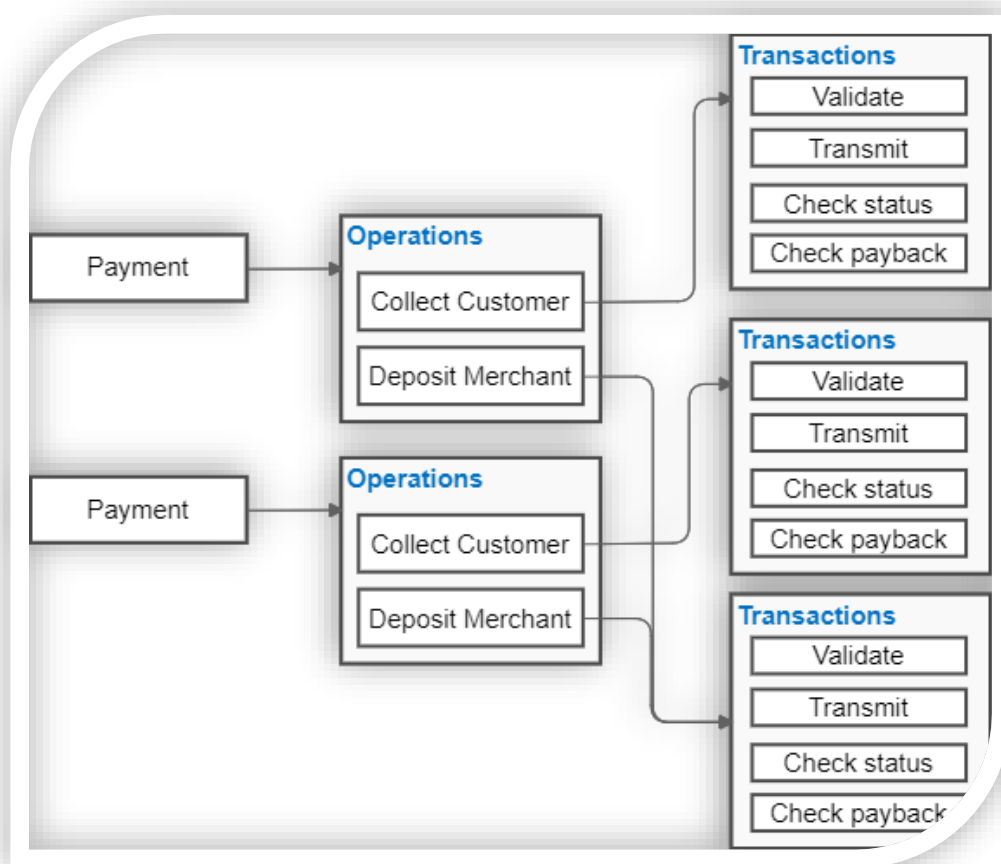 Payment
Payment
Operations
Collect Customer
Deposit Merchant
Operations
Collect Customer
Deposit Merchant
Transactions
Validate
Transmit
Check status
Check payback
Transactions
Validate
Transmit
Check status
Check payback
Transactions
Validate
Transmit
Check status
Check payback